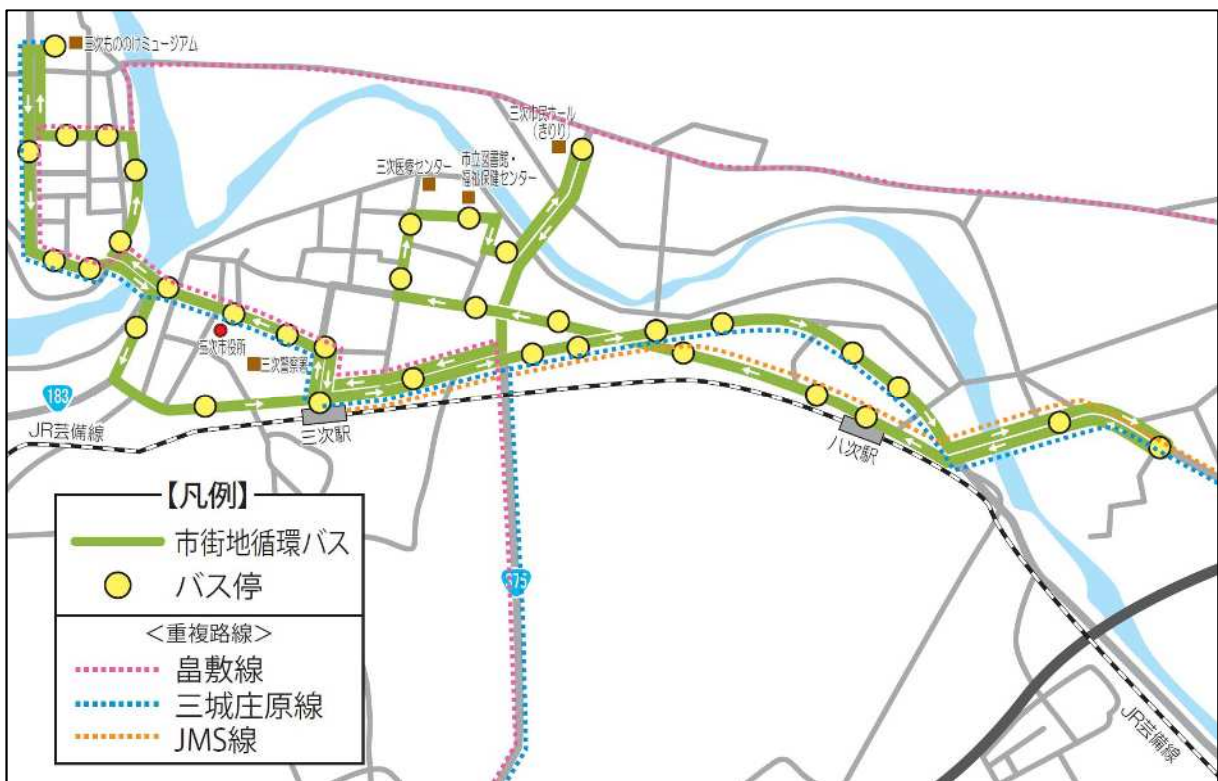 三次もののけミュージアム
三次市民ホール
(きりり)
三次医療センター
市立図書館・
福祉保健センター
三次市役所
三次警察署
183
JR芸備線
三次駅
八次駅
375
JR芸備線
【凡例】
市街地循環バス
バス停
<重複路線>
畠敷線
三城庄原線
JMS線